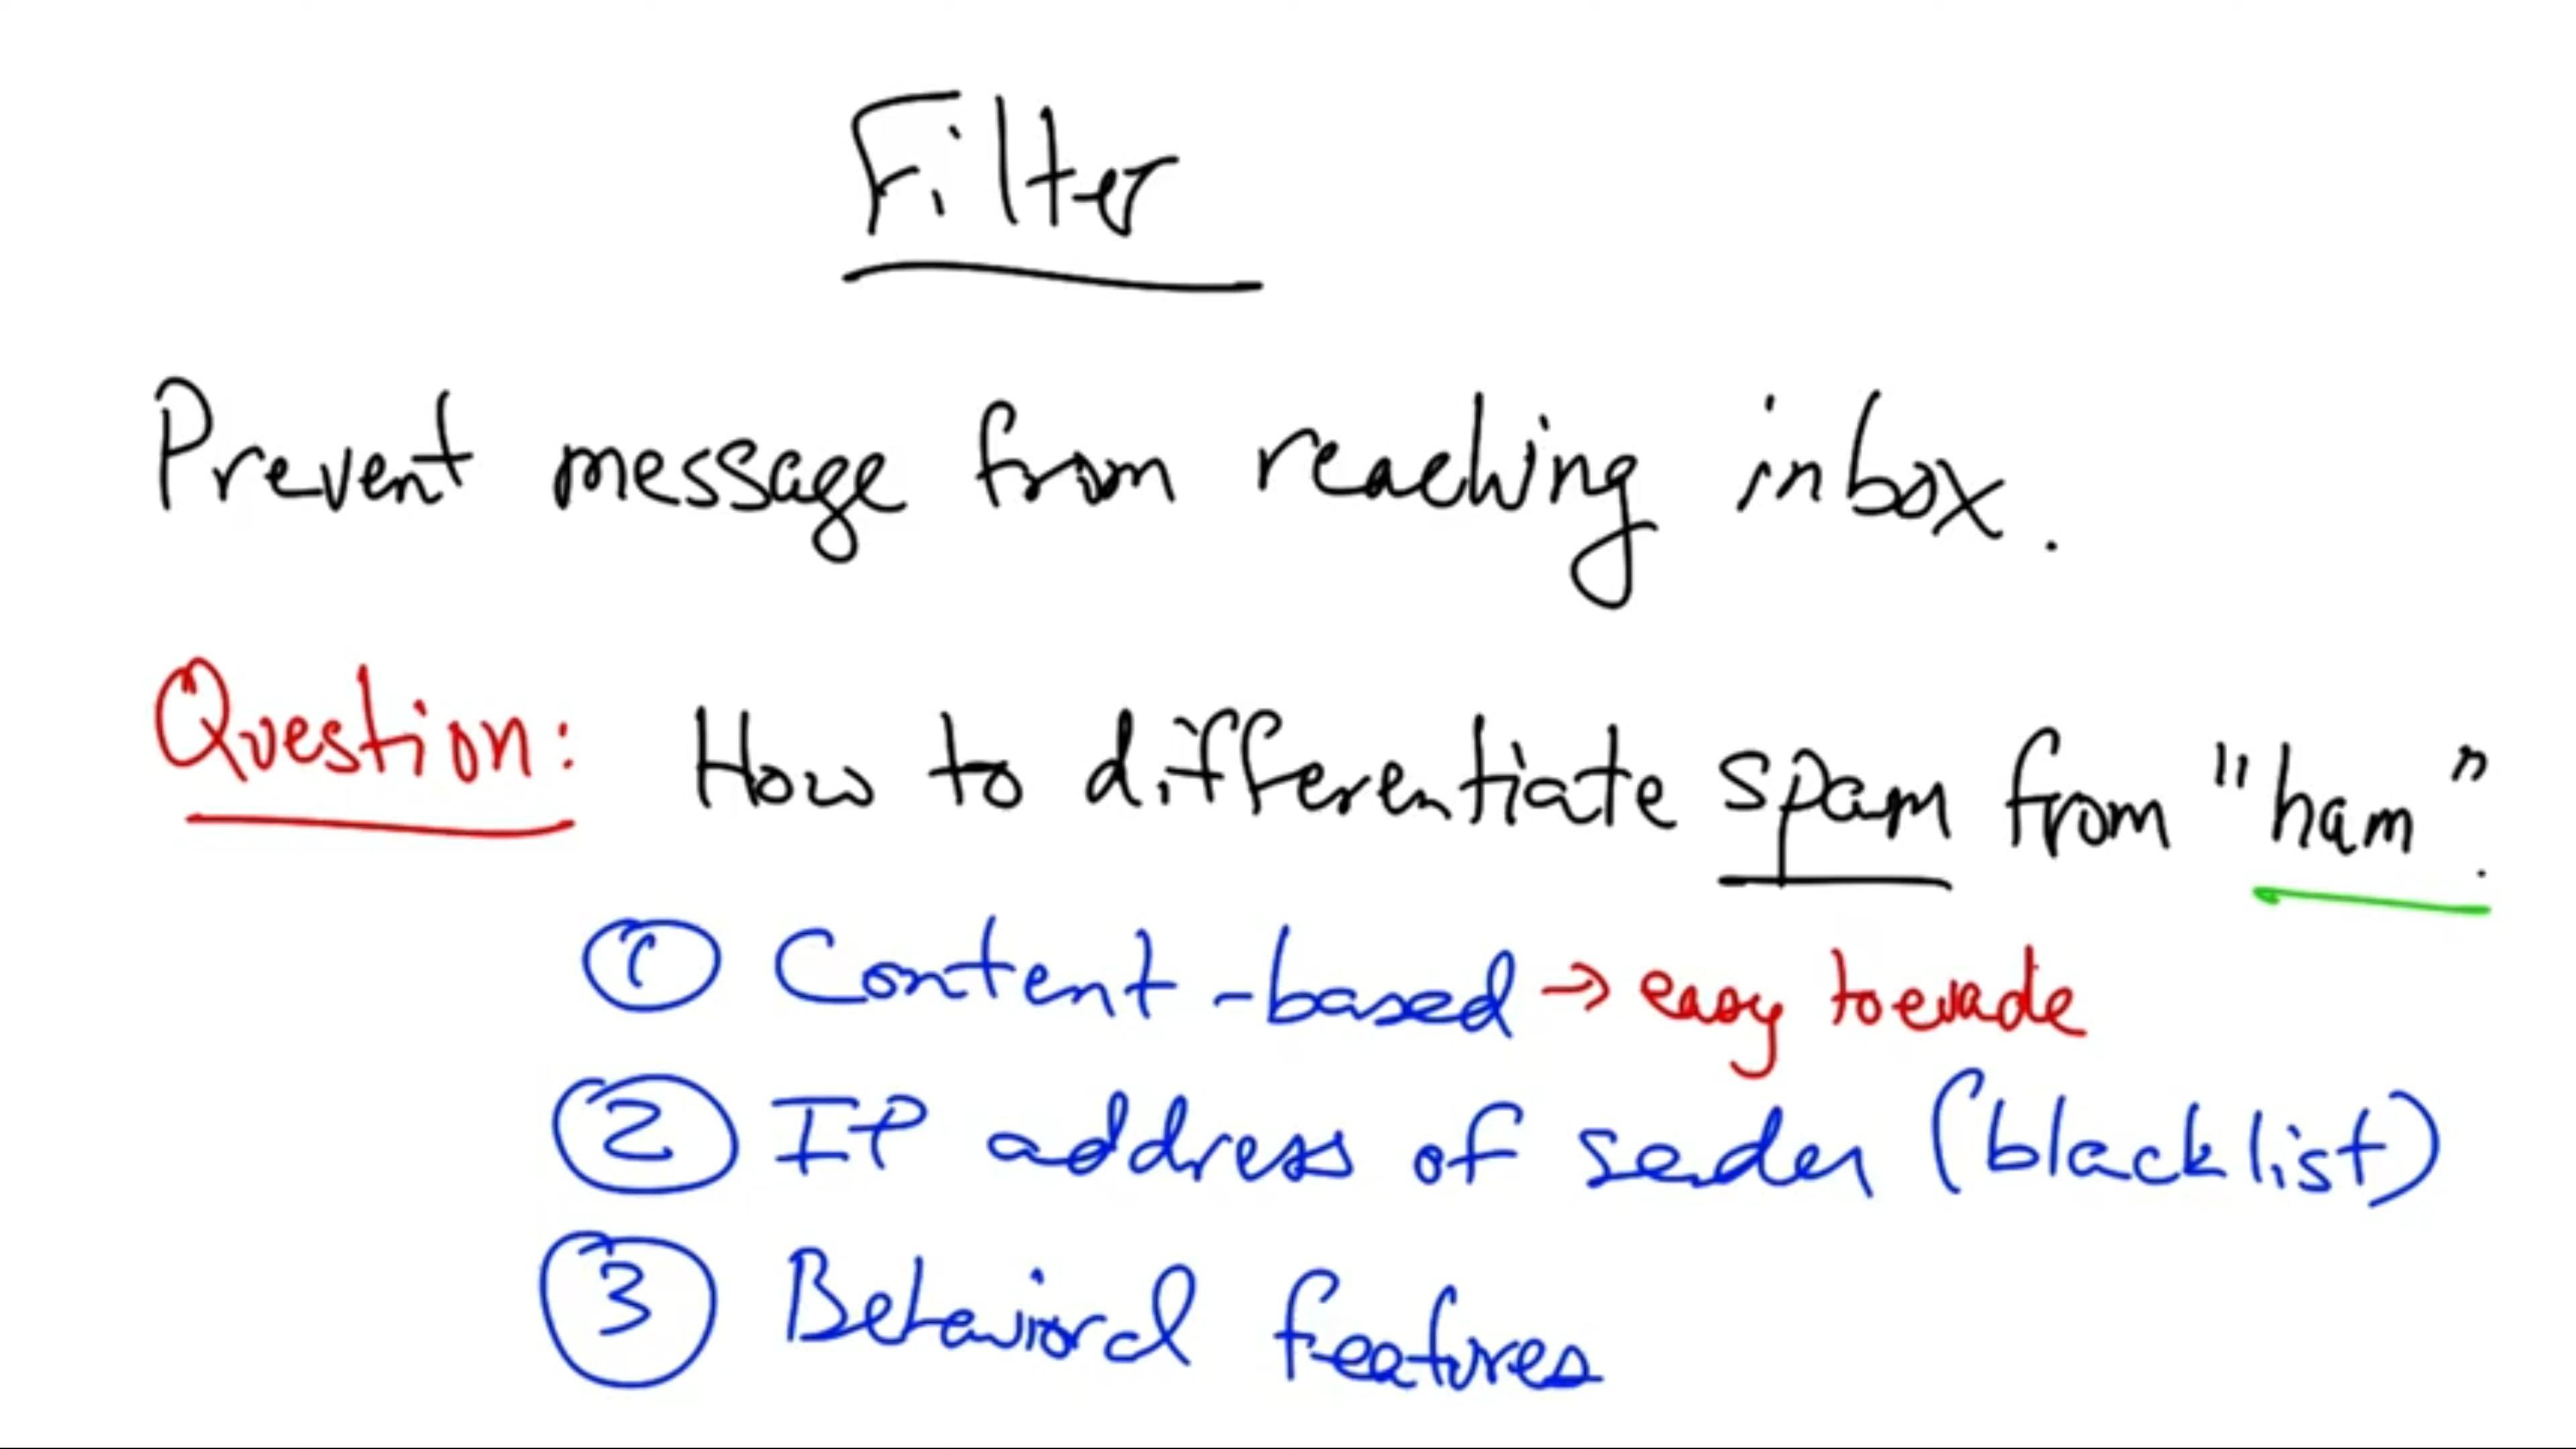 Filter
Prevent message from reaching inbox.
Question: How to differentiate spam from "ham".
① Content-based → easy to evade
② IP address of sender (blacklist)
③ Behavioral features